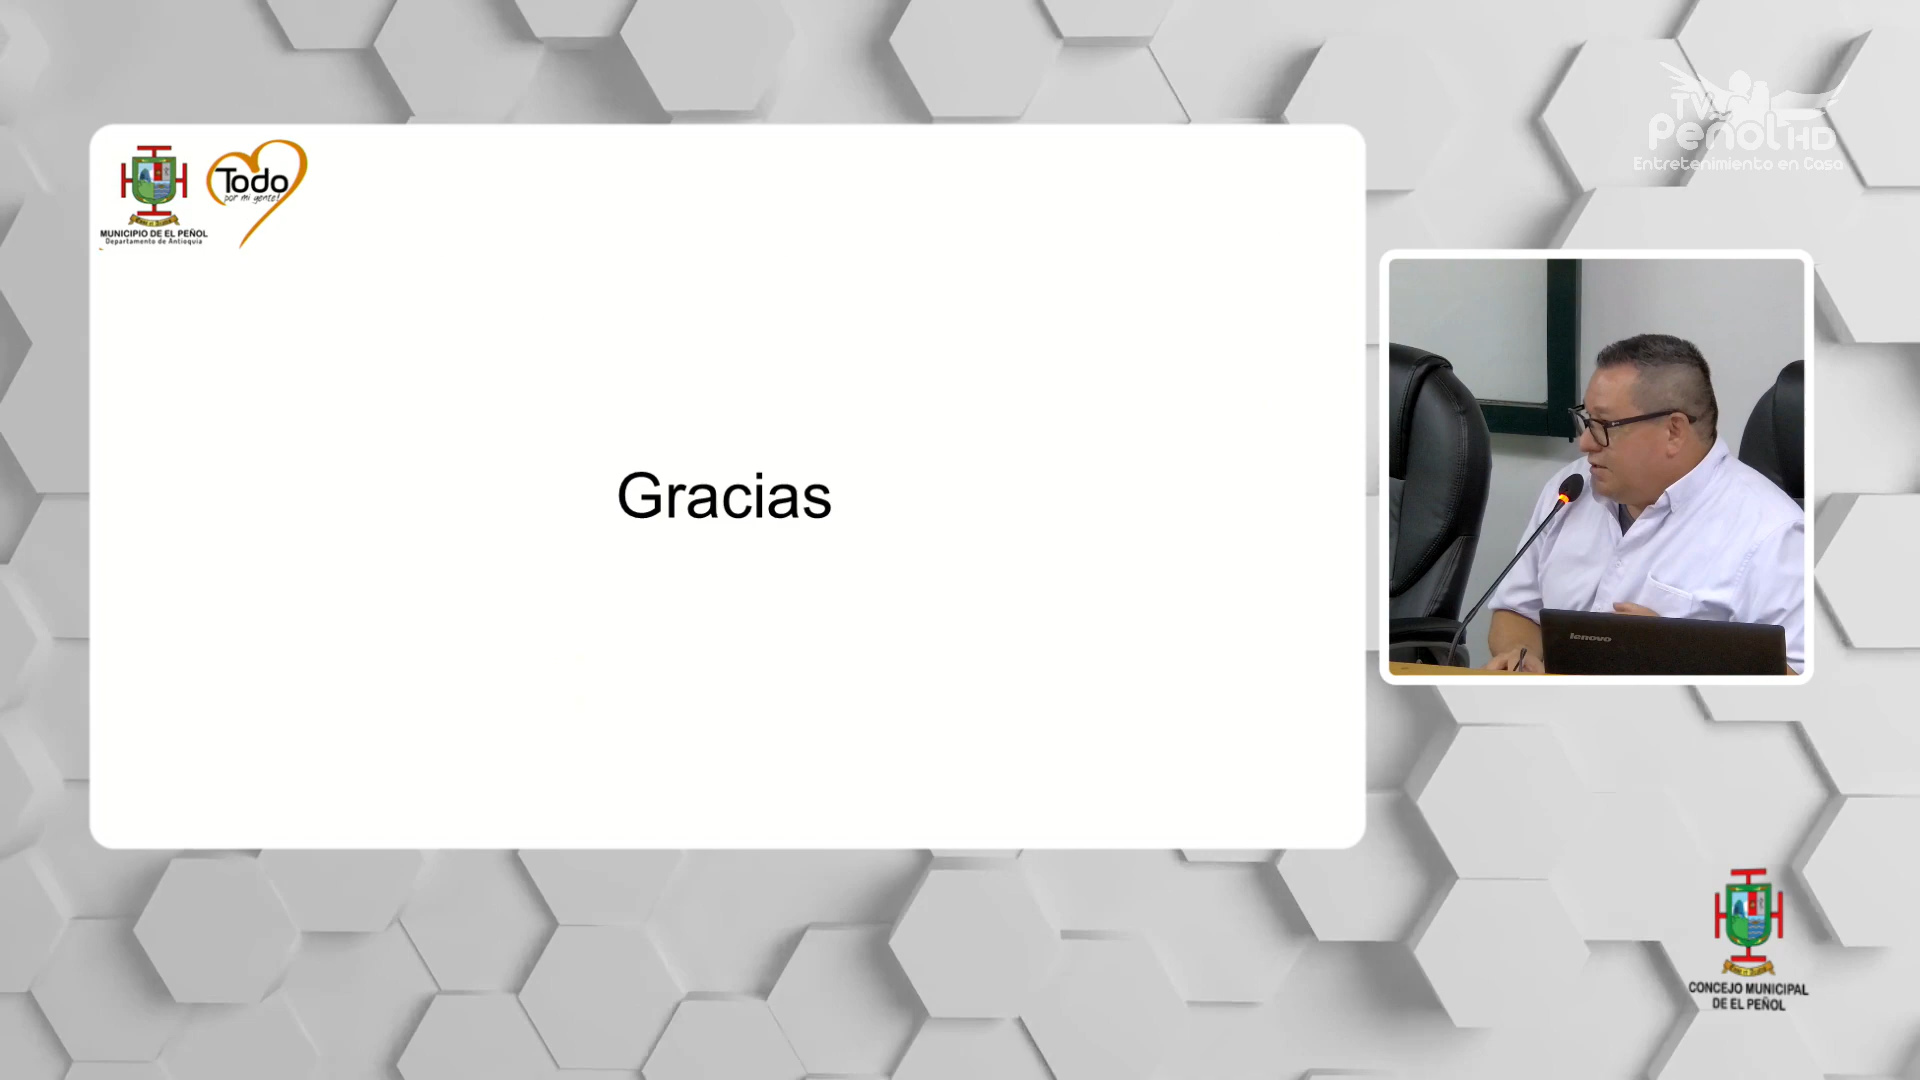 MUNICIPIO DE EL PEÑOL
Departamento de Antioquia
Todo
por mi gente!
Gracias
TV
Peñol HD
Entretenimiento en Casa
lenovo
CONCEJO MUNICIPAL
DE EL PEÑOL